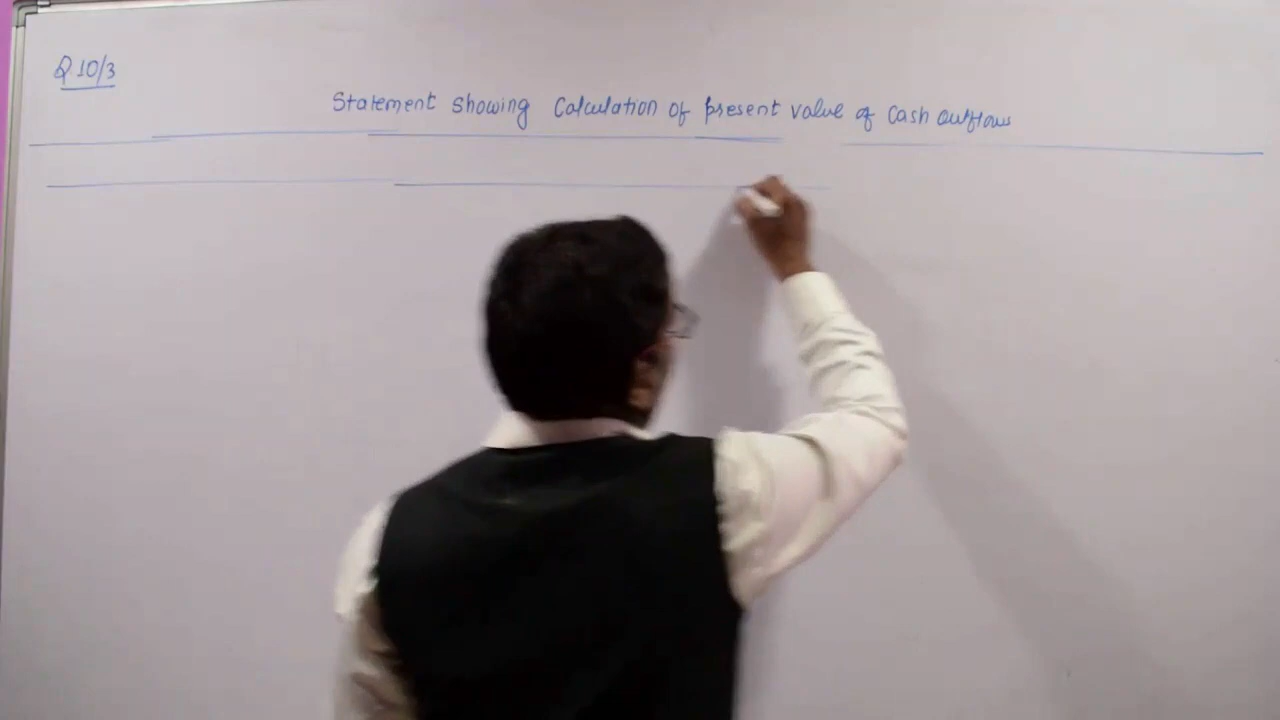 Q 10/3
Statement showing Calculation of present value of cash outflows